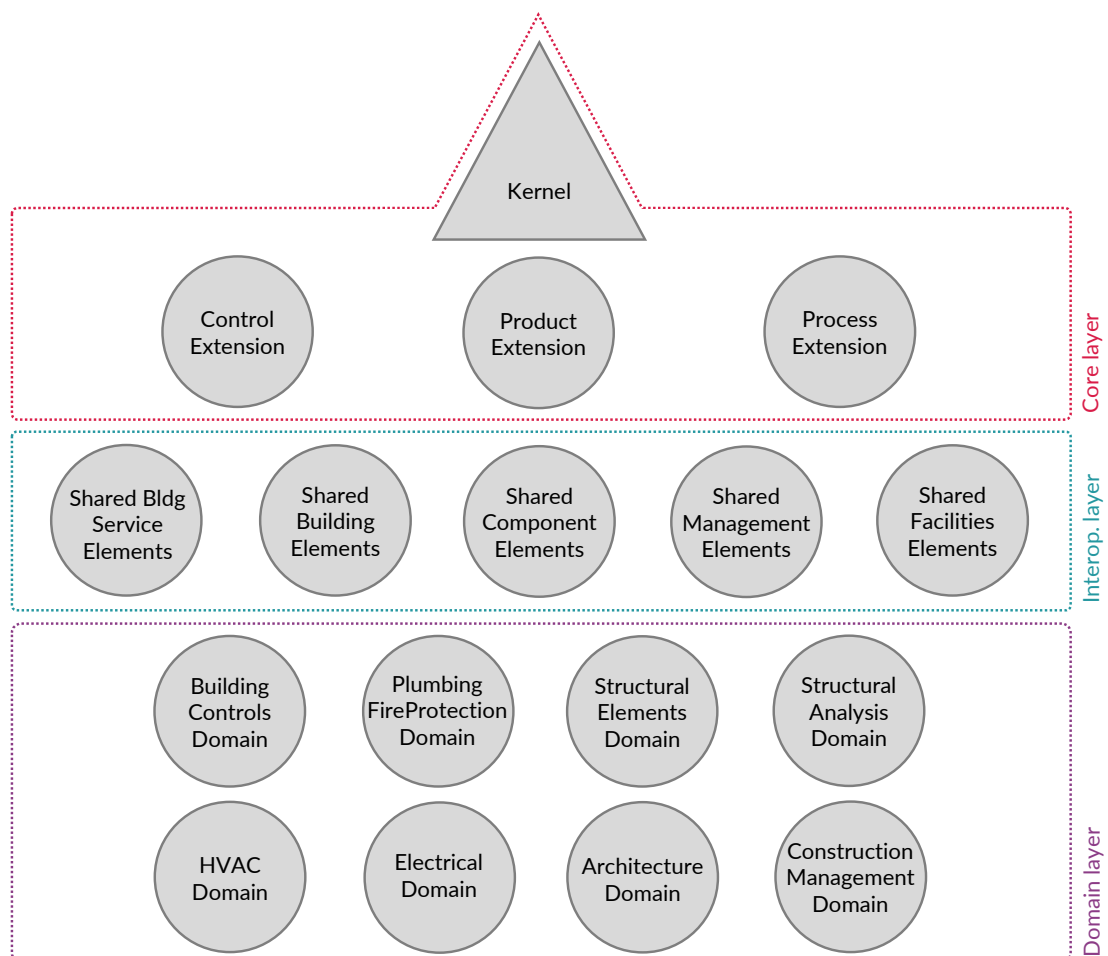 Kernel
Control
Extension
Product
Extension
Process
Extension
Core layer
Shared Bldg
Service
Elements
Shared
Building
Elements
Shared
Component
Elements
Shared
Management
Elements
Shared
Facilities
Elements
Interop. layer
Building
Controls
Domain
Plumbing
FireProtection
Domain
Structural
Elements
Domain
Structural
Analysis
Domain
HVAC
Domain
Electrical
Domain
Architecture
Domain
Construction
Management
Domain
Domain layer